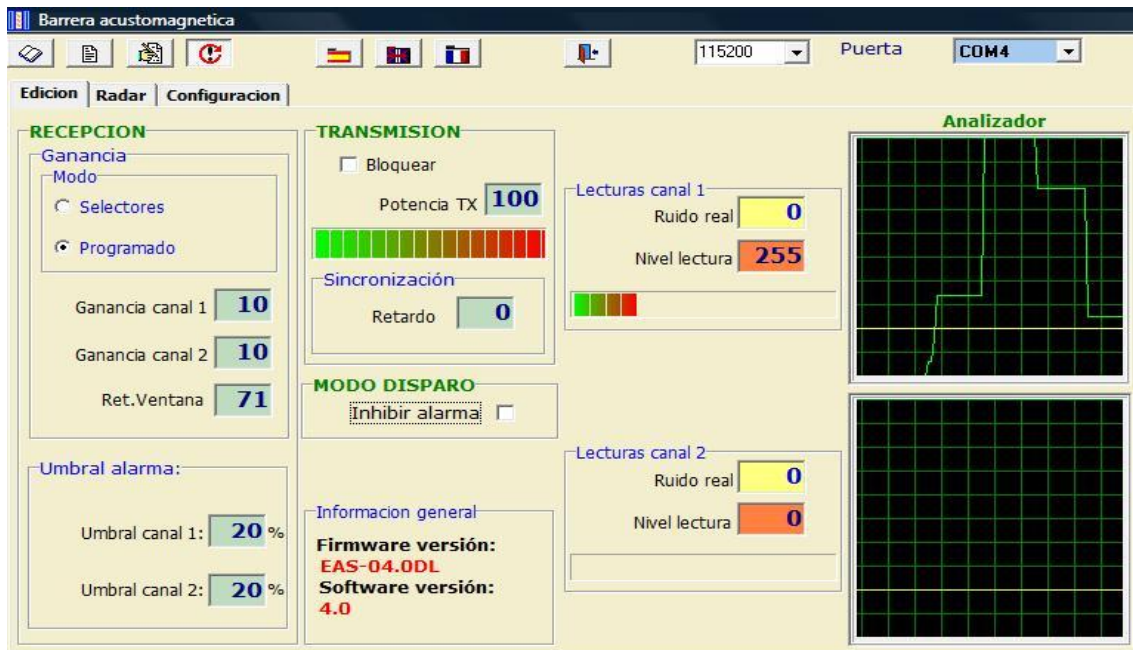 Barrera acustomagnetica
115200
Puerta
COM4
Edicion
Radar
Configuracion
RECEPCION
Ganancia
Modo
Selectores
Programado
Ganancia canal 1 10
Ganancia canal 2 10
Ret.Ventana 71
Umbral alarma:
Umbral canal 1: 20 %
Umbral canal 2: 20 %
TRANSMISION
Bloquear
Potencia TX 100
Sincronización
Retardo 0
MODO DISPARO
Inhibir alarma
Informacion general
Firmware versión:
EAS-04.0DL
Software versión:
4.0
Lecturas canal 1
Ruido real 0
Nivel lectura 255
Lecturas canal 2
Ruido real 0
Nivel lectura 0
Analizador